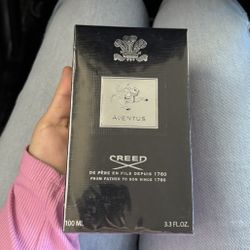 AVENTUS
CREED
DE PÈRE EN FILS DEPUIS 1760
FROM FATHER TO SON SINCE 1760
100 ML 3.3 FL.OZ.